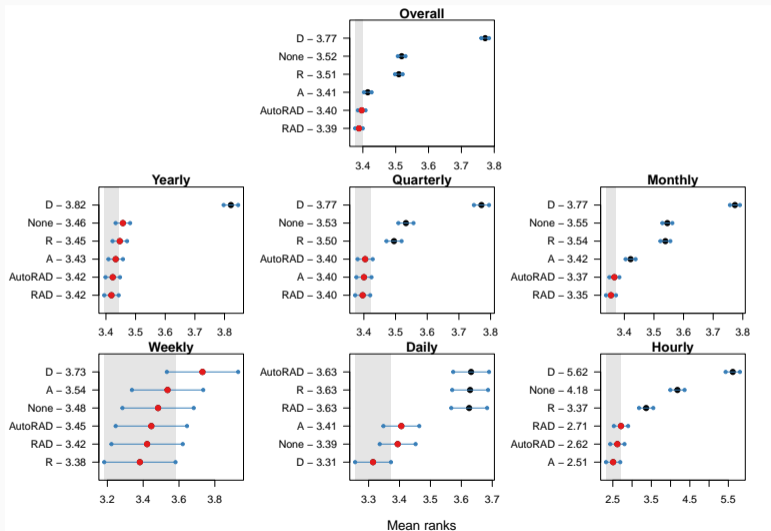 Overall
D − 3.77
None − 3.52
R − 3.51
A − 3.41
AutoRAD − 3.40
RAD − 3.39
3.4 3.5 3.6 3.7 3.8
Yearly
D − 3.82
None − 3.46
R − 3.45
A − 3.43
AutoRAD − 3.42
RAD − 3.42
3.4 3.5 3.6 3.7 3.8
Quarterly
D − 3.77
None − 3.53
R − 3.50
AutoRAD − 3.40
A − 3.40
RAD − 3.40
3.4 3.5 3.6 3.7 3.8
Monthly
D − 3.77
None − 3.55
R − 3.54
A − 3.42
AutoRAD − 3.37
RAD − 3.35
3.4 3.5 3.6 3.7 3.8
Weekly
D − 3.73
A − 3.54
None − 3.48
AutoRAD − 3.45
RAD − 3.42
R − 3.38
3.2 3.4 3.6 3.8
Daily
AutoRAD − 3.63
R − 3.63
RAD − 3.63
A − 3.41
None − 3.39
D − 3.31
3.3 3.4 3.5 3.6 3.7
Hourly
D − 5.62
None − 4.18
R − 3.37
RAD − 2.71
AutoRAD − 2.62
A − 2.51
2.5 3.5 4.5 5.5
Mean ranks